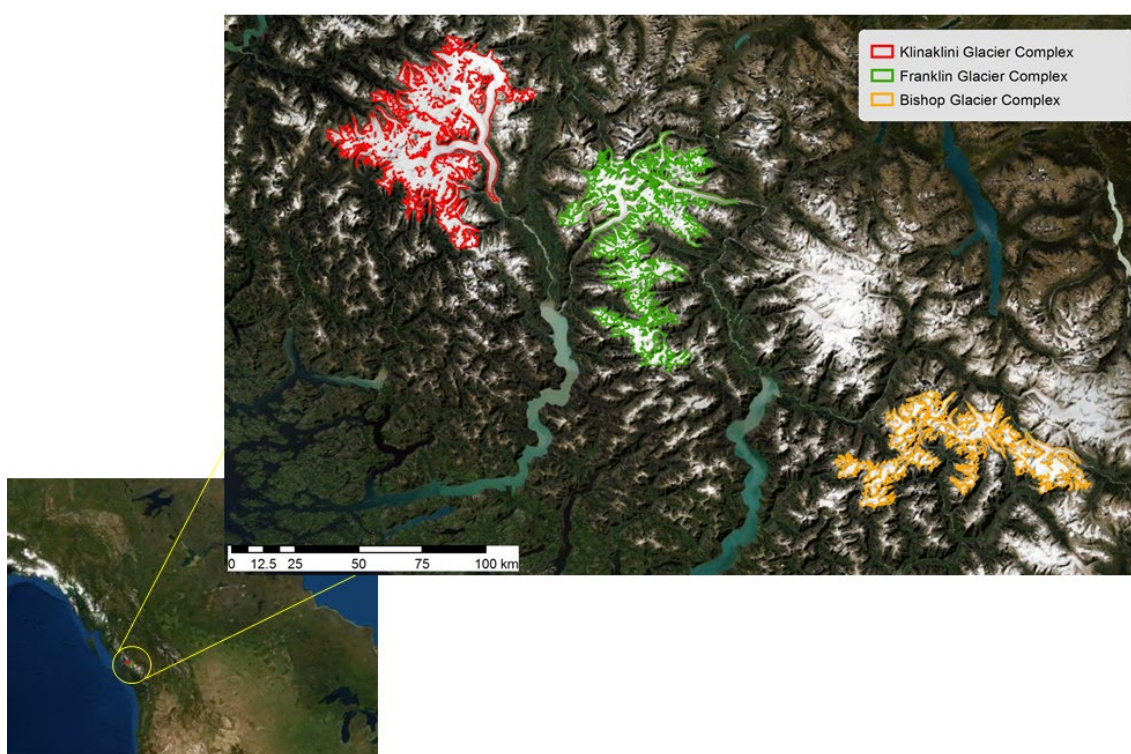 Klinaklini Glacier Complex
Franklin Glacier Complex
Bishop Glacier Complex
0 12.5 25 50 75 100 km